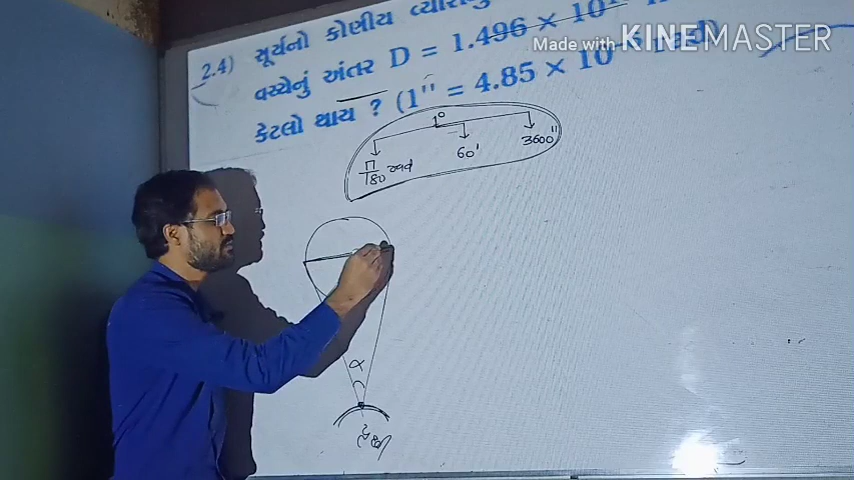 2.4) સૂર્યનો કોણીય
વચ્ચેનું અંતર D = 1.496 × 10
Made with KINEMASTER
કેટલો થાય ? (1'' = 4.85 × 10 rad)
1°
π/180 રેડ 60' 3600''
α
પૃથ્વી